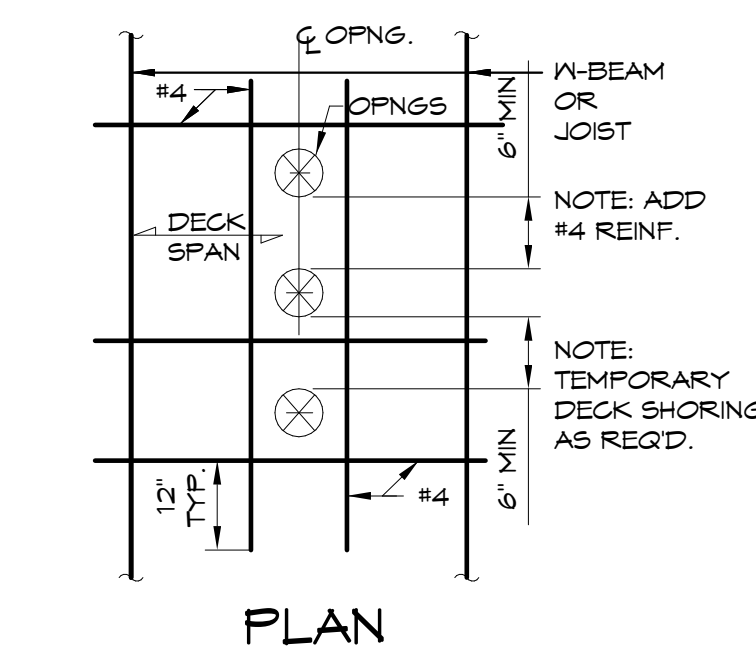 ℄ OPNG.
W-BEAM
OR
JOIST
#4
OPNGS
6" MIN
DECK
SPAN
NOTE: ADD
#4 REINF.
NOTE:
TEMPORARY
DECK SHORING
AS REQ'D.
6" MIN
12"
TYP.
#4
PLAN